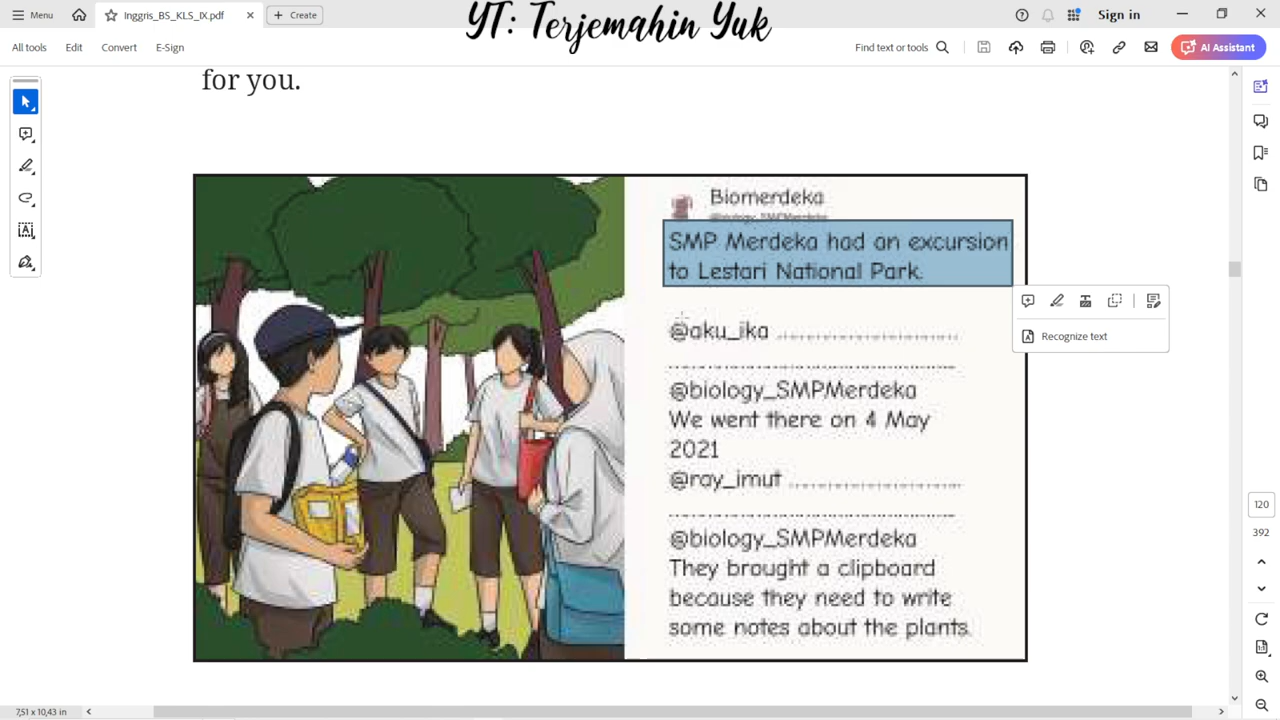 Menu
Inggris_BS_KLS_IX.pdf
Create
YT: Terjemahin Yuk
Sign in
All tools
Edit
Convert
E-Sign
Find text or tools
AI Assistant
for you.
Biomerdeka
@biology_SMPMerdeka
SMP Merdeka had an excursion
to Lestari National Park.
@aku_ika ..............................
..............................
@biology_SMPMerdeka
We went there on 4 May
2021
@ray_imut ..............................
..............................
@biology_SMPMerdeka
They brought a clipboard
because they need to write
some notes about the plants.
Recognize text
120
392
7,51 x 10,43 in